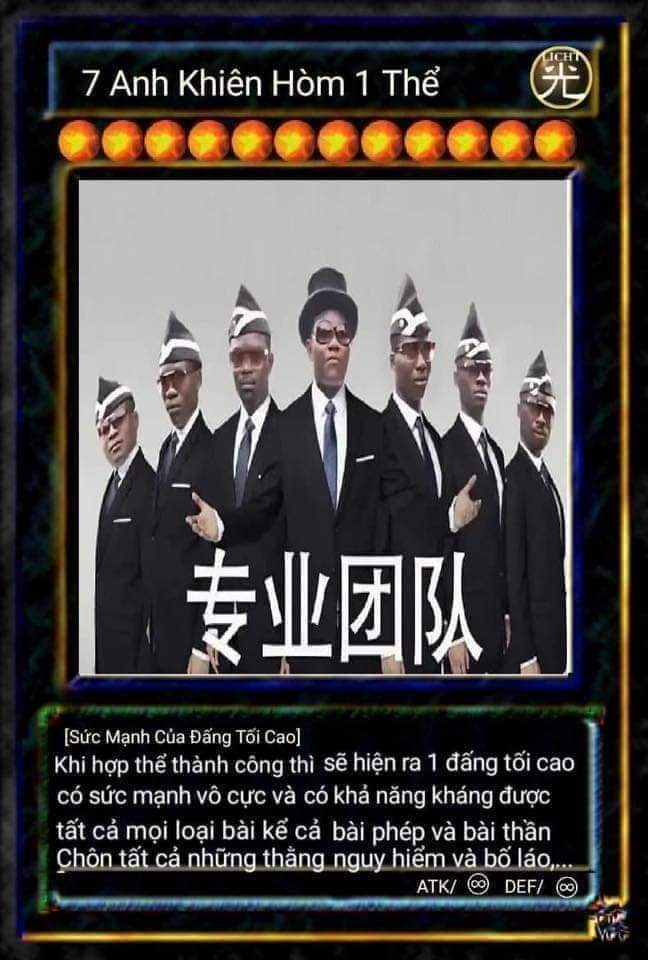 7 Anh Khiên Hòm 1 Thể
LICHT
光
专业团队
[Sức Mạnh Của Đấng Tối Cao]
Khi hợp thể thành công thì sẽ hiện ra 1 đấng tối cao
có sức mạnh vô cực và có khả năng kháng được
tất cả mọi loại bài kể cả bài phép và bài thần
Chôn tất cả những thằng nguy hiểm và bố láo,...
ATK/ ♾ DEF/ ♾